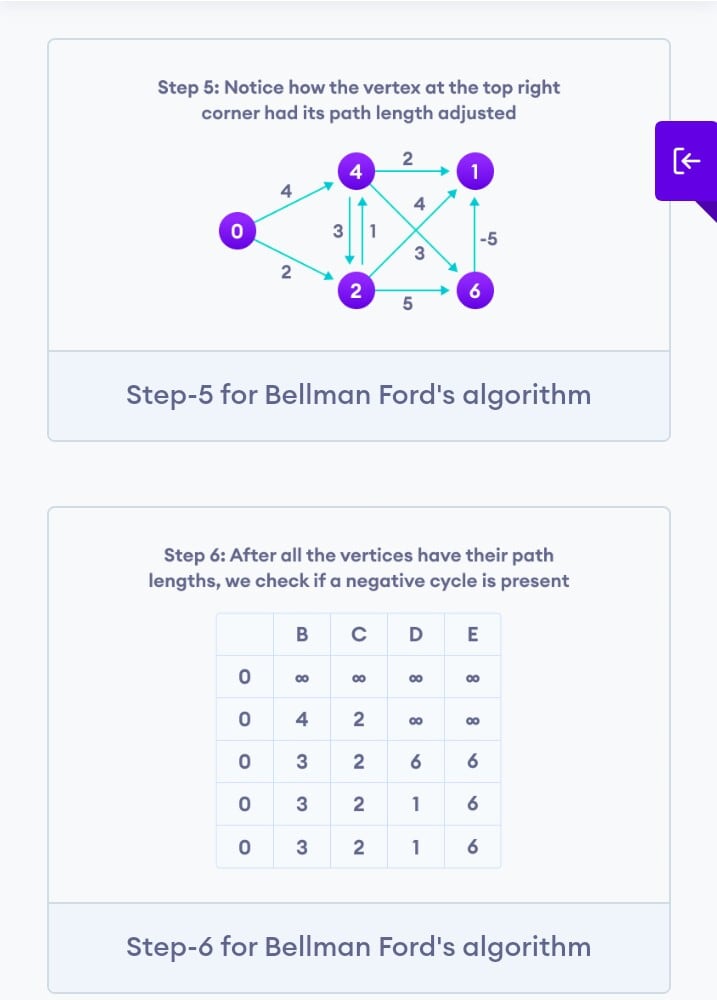 Step 5: Notice how the vertex at the top right
corner had its path length adjusted
4 2 1
4
4
0 3 1 -5
3
2
2 6
5
Step-5 for Bellman Ford's algorithm
Step 6: After all the vertices have their path
lengths, we check if a negative cycle is present
B C D E
0 ∞ ∞ ∞ ∞
0 4 2 ∞ ∞
0 3 2 6 6
0 3 2 1 6
0 3 2 1 6
Step-6 for Bellman Ford's algorithm